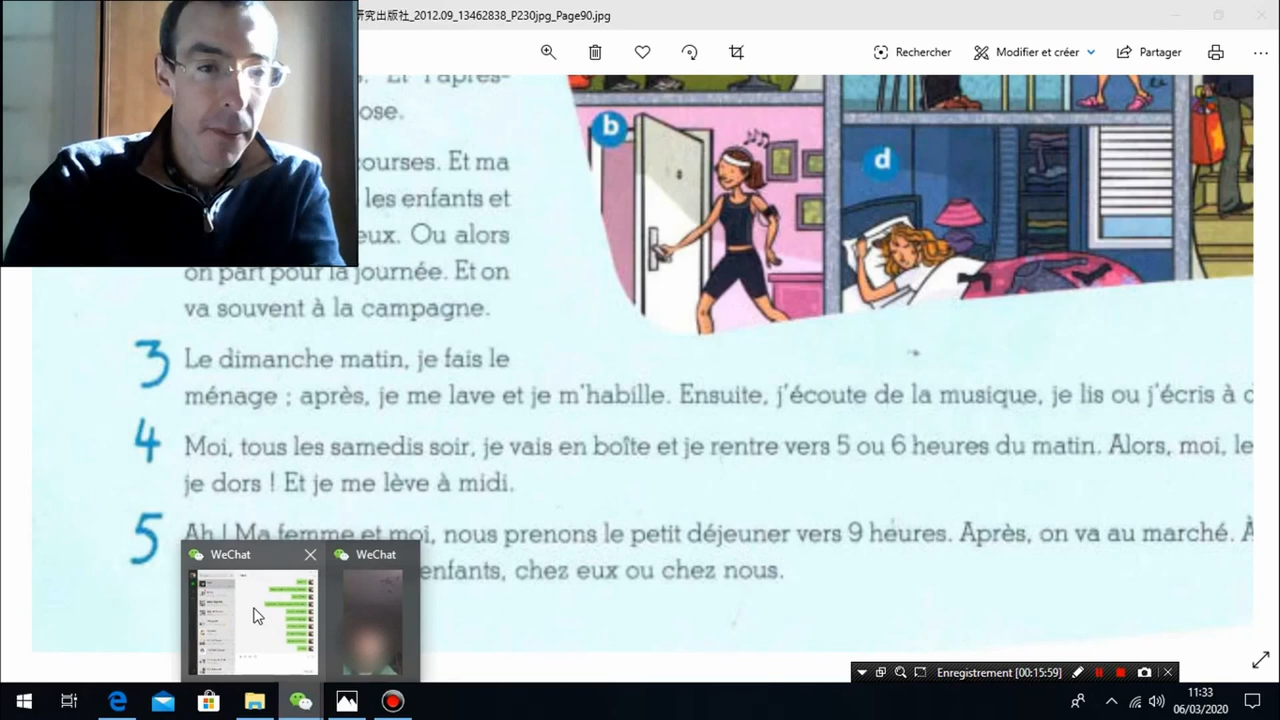 研究出版社_2012.09_13462838_P230jpg_Page90.jpg
Rechercher
Modifier et créer
Partager
Et l'après-
ose.
courses. Et ma
les enfants et
eux. Ou alors
on part pour la journée. Et on
va souvent à la campagne.
b
d
3 Le dimanche matin, je fais le
ménage ; après, je me lave et je m'habille. Ensuite, j'écoute de la musique, je lis ou j'écris à
4 Moi, tous les samedis soir, je vais en boîte et je rentre vers 5 ou 6 heures du matin. Alors, moi, le
je dors ! Et je me lève à midi.
5 Ah ! Ma femme et moi, nous prenons le petit déjeuner vers 9 heures. Après, on va au marché. À
enfants, chez eux ou chez nous.
WeChat
WeChat
Enregistrement [00:15:59]
11:33
06/03/2020